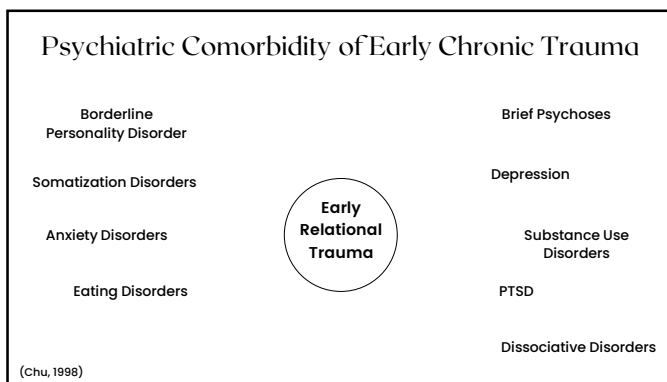 Psychiatric Comorbidity of Early Chronic Trauma
Borderline
Personality Disorder
Somatization Disorders
Anxiety Disorders
Eating Disorders
Early
Relational
Trauma
Brief Psychoses
Depression
Substance Use
Disorders
PTSD
Dissociative Disorders
(Chu, 1998)